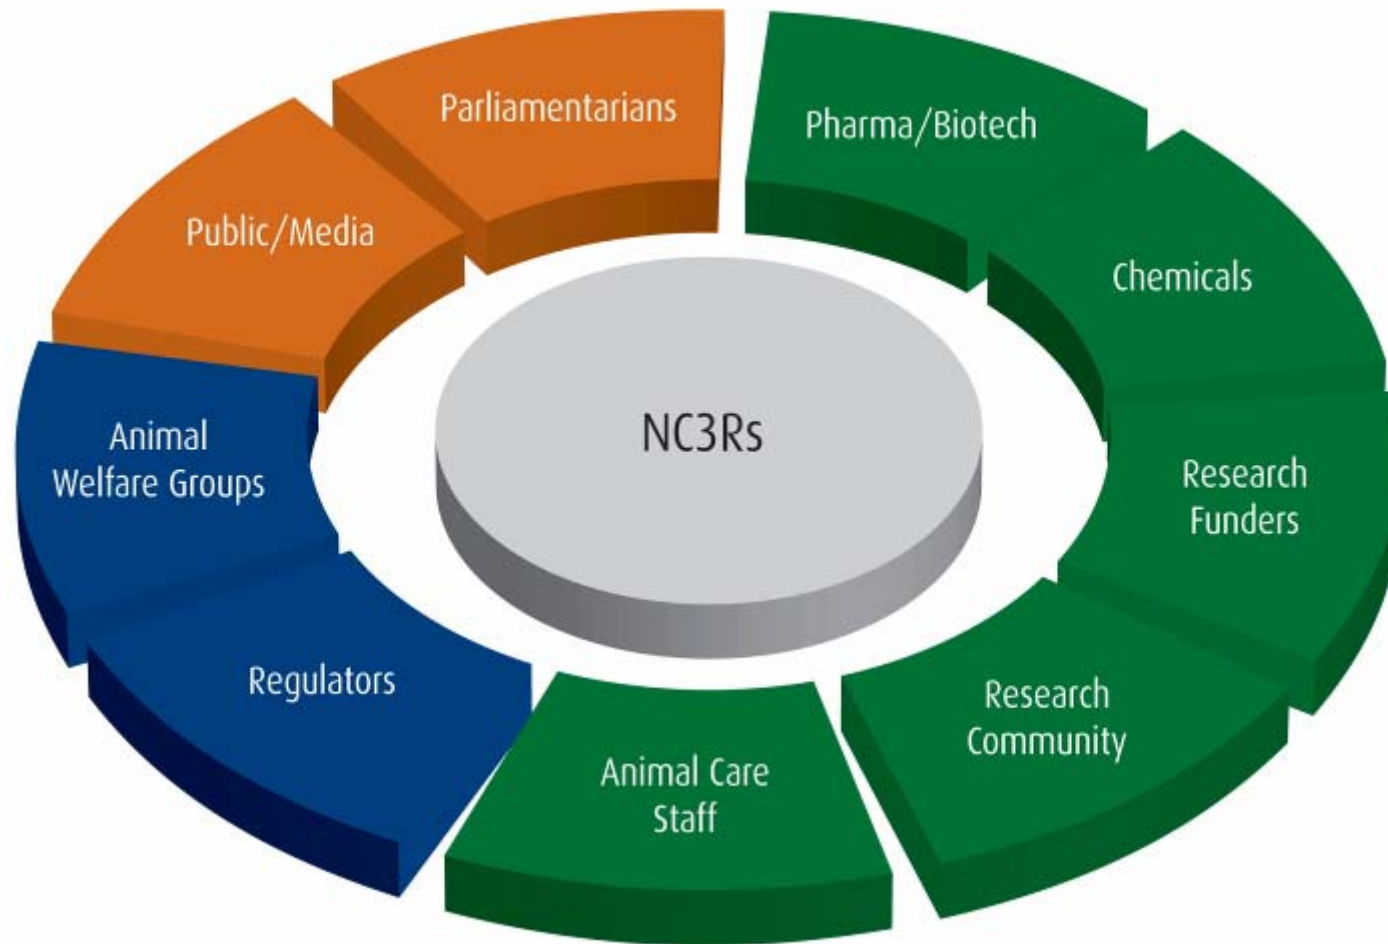 Parliamentarians
Pharma/Biotech
Public/Media
Chemicals
Animal
Welfare Groups
NC3Rs
Research
Funders
Regulators
Research
Community
Animal Care
Staff